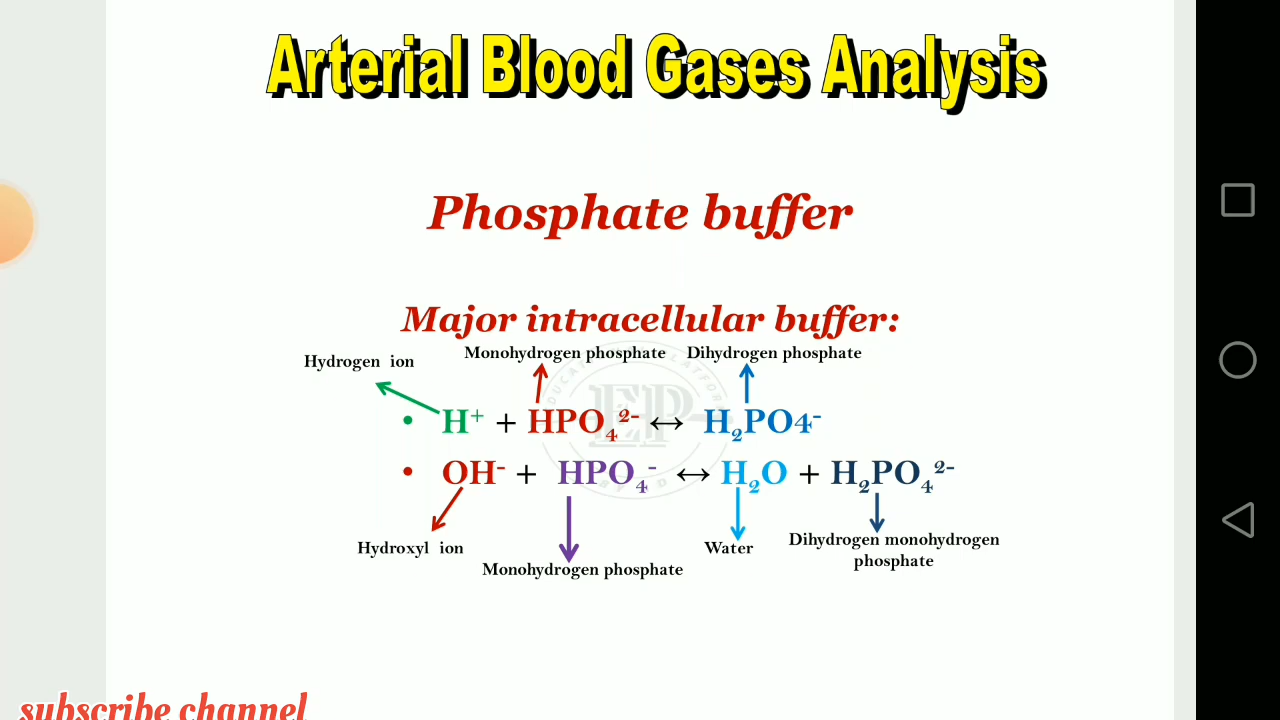 Arterial Blood Gases Analysis
Phosphate buffer
Major intracellular buffer:
Hydrogen ion
Monohydrogen phosphate
Dihydrogen phosphate
• H⁺ + HPO₄²⁻ ↔ H₂PO4⁻
• OH⁻ + HPO₄⁻ ↔ H₂O + H₂PO₄²⁻
Hydroxyl ion
Monohydrogen phosphate
Water
Dihydrogen monohydrogen
phosphate
EP
subscribe channel